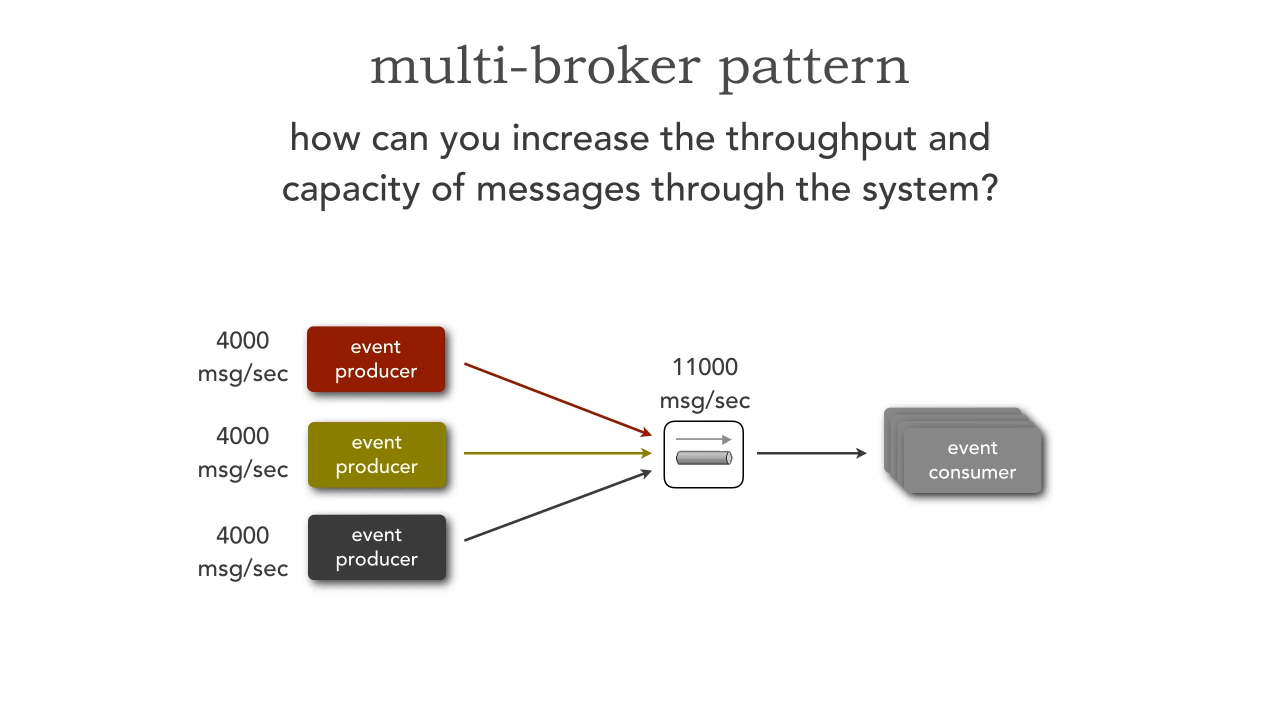 multi-broker pattern
how can you increase the throughput and
capacity of messages through the system?
4000
msg/sec
event
producer
4000
msg/sec
event
producer
4000
msg/sec
event
producer
11000
msg/sec
event
consumer